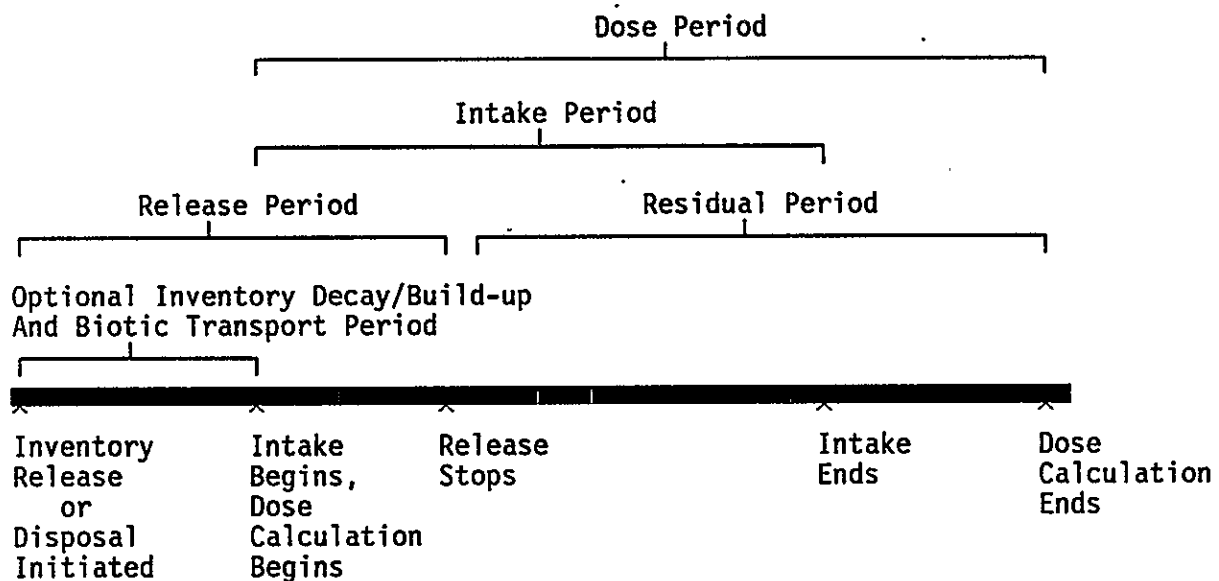 Dose Period
Intake Period
Release Period
Residual Period
Optional Inventory Decay/Build-up
And Biotic Transport Period
Inventory
Release
or
Disposal
Initiated
Intake
Begins,
Dose
Calculation
Begins
Release
Stops
Intake
Ends
Dose
Calculation
Ends